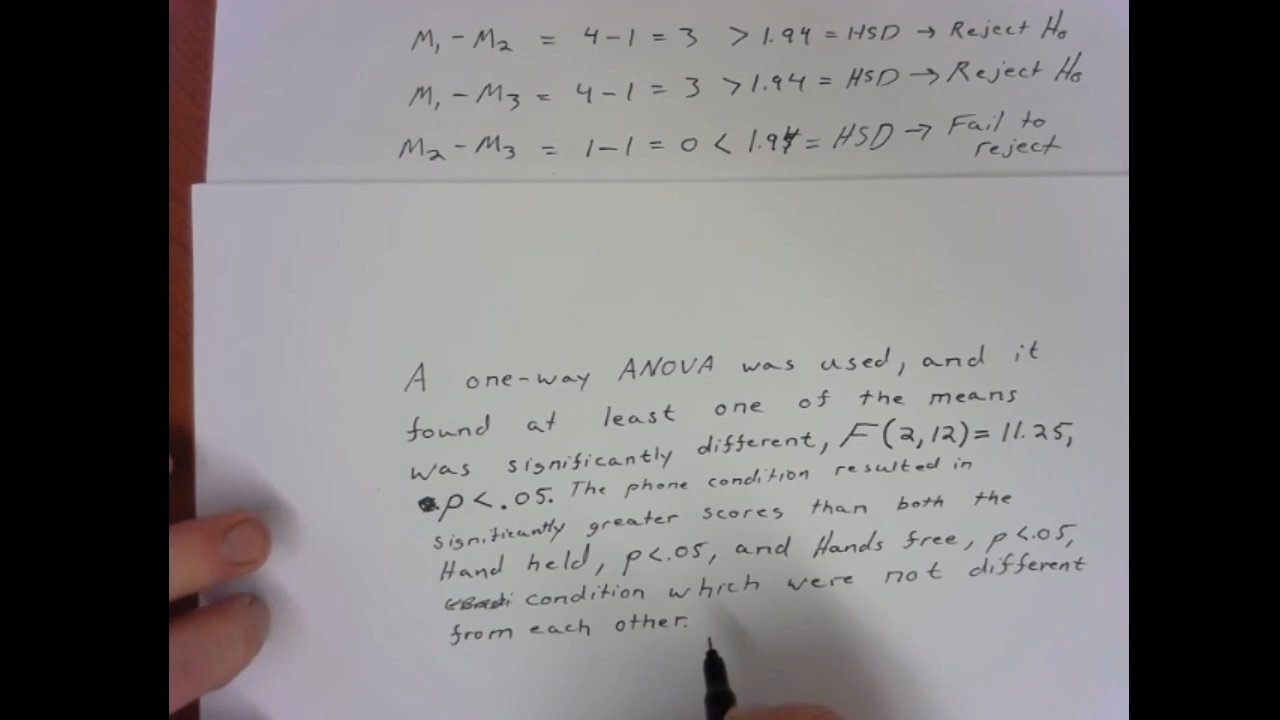 M₁ - M₂ = 4-1 = 3 > 1.94 = HSD → Reject H₀
M₁ - M₃ = 4-1 = 3 > 1.94 = HSD → Reject H₀
M₂ - M₃ = 1-1 = 0 < 1.94 = HSD → Fail to
reject
A one-way ANOVA was used, and it
found at least one of the means
was significantly different, F(2,12) = 11.25,
p < .05. The phone condition resulted in
significantly greater scores than both the
Hand held, p < .05, and Hands free, p < .05,
condition which were not different
from each other.